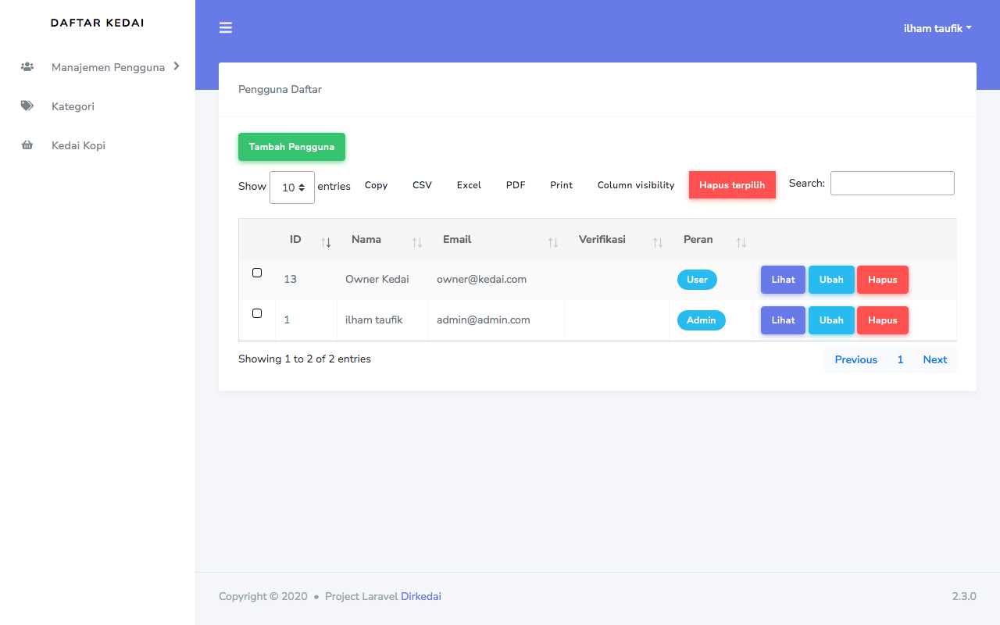 DAFTAR KEDAI
ilham taufik
Manajemen Pengguna
Kategori
Kedai Kopi
Pengguna Daftar
Tambah Pengguna
Show 10 entries Copy CSV Excel PDF Print Column visibility Hapus terpilih Search:
ID Nama Email Verifikasi Peran
13 Owner Kedai owner@kedai.com User Lihat Ubah Hapus
1 ilham taufik admin@admin.com Admin Lihat Ubah Hapus
Showing 1 to 2 of 2 entries Previous 1 Next
Copyright © 2020 • Project Laravel Dirkedai 2.3.0